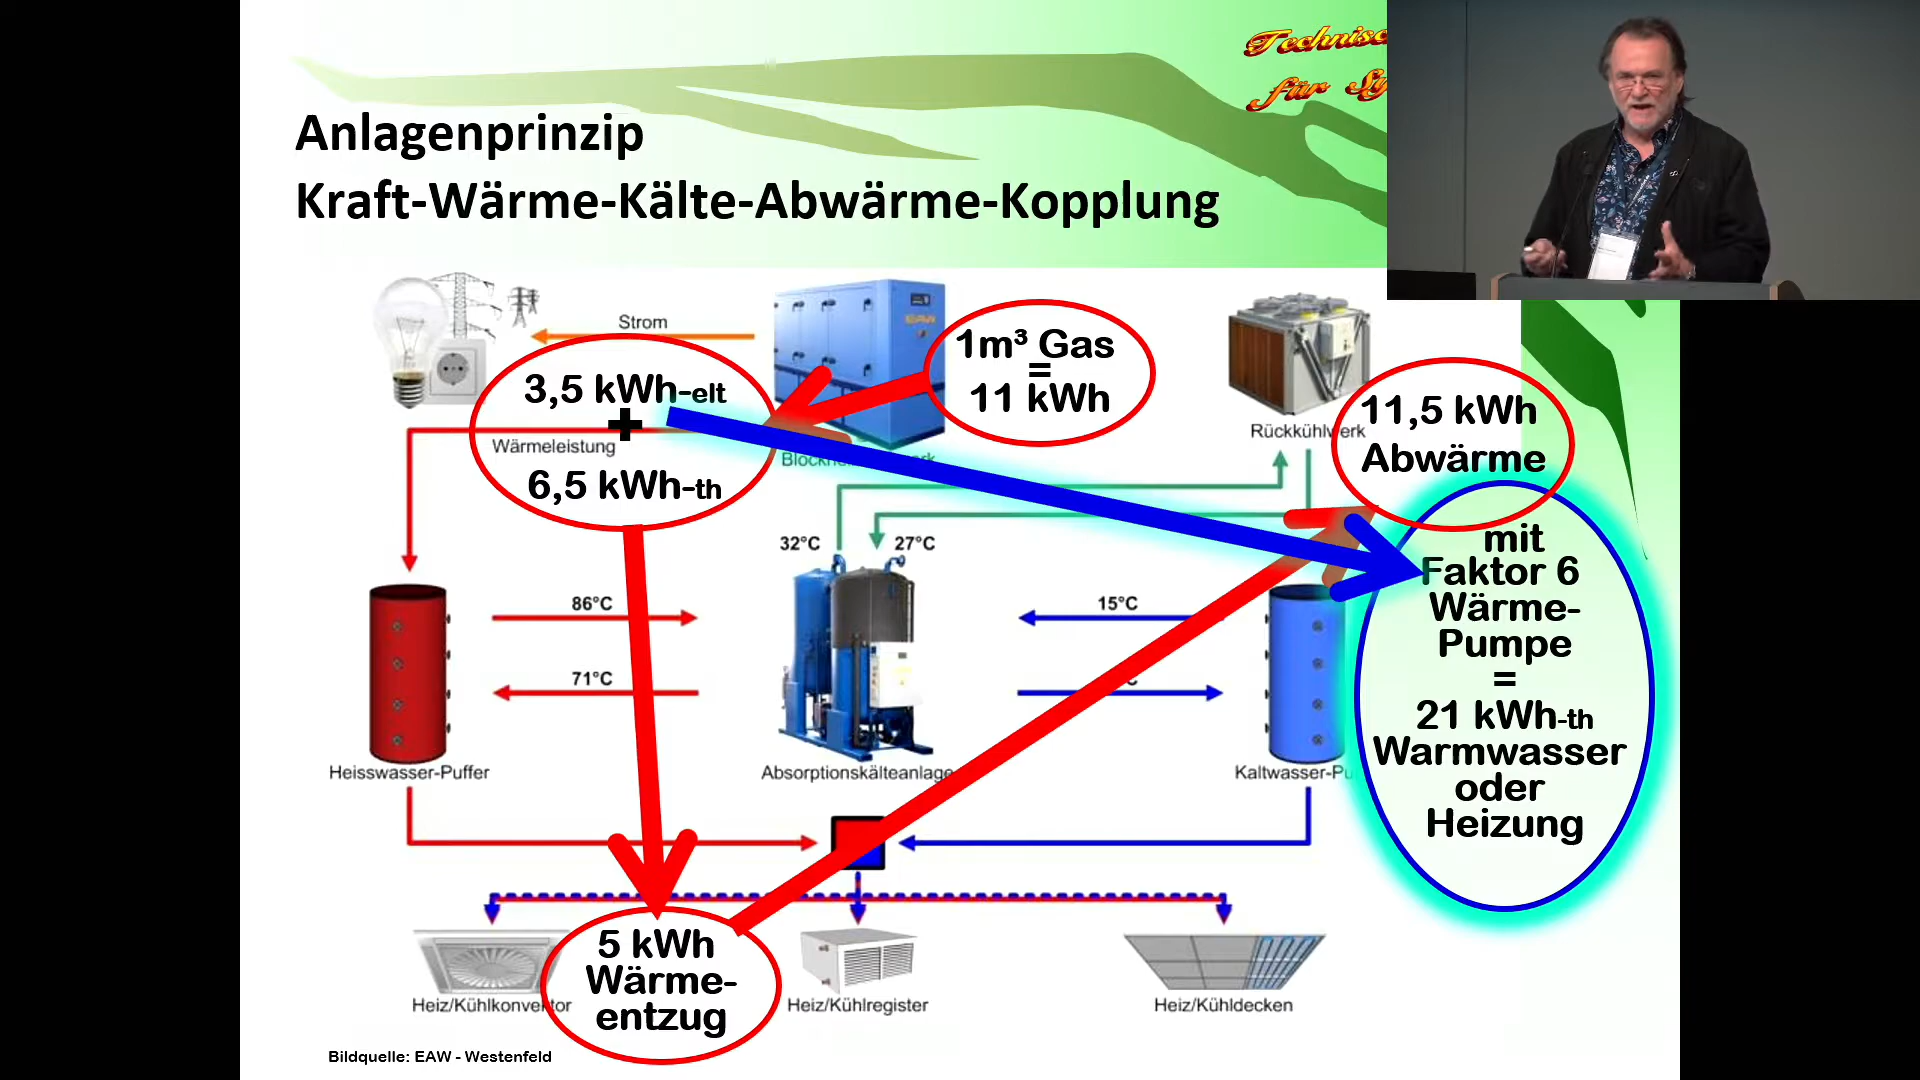 Technisc
für Sy
Anlagenprinzip
Kraft-Wärme-Kälte-Abwärme-Kopplung
Strom
EAW
1m³ Gas
=
11 kWh
3,5 kWh-elt
+
Wärmeleistung
6,5 kWh-th
Rückkühlwerk
11,5 kWh
Abwärme
32°C
27°C
86°C
15°C
71°C
mit
Faktor 6
Wärme-
Pumpe
=
21 kWh-th
Warmwasser
oder
Heizung
Heisswasser-Puffer
Absorptionskälteanlage
Kaltwasser-Pu
5 kWh
Wärme-
entzug
Heiz/Kühlkonvektor
Heiz/Kühlregister
Heiz/Kühldecken
Bildquelle: EAW - Westenfeld